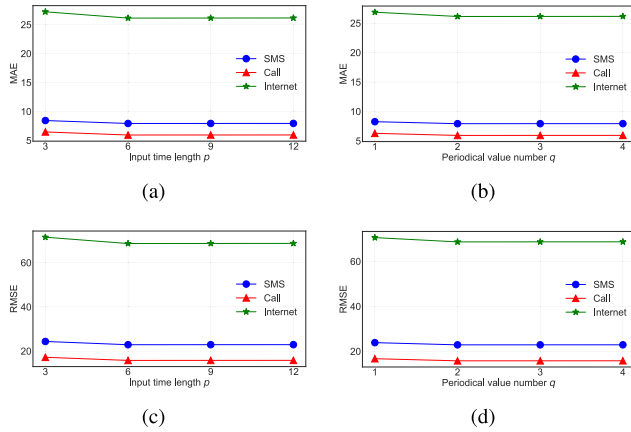 25
20
15
10
5
MAE
SMS
Call
Internet
3
6
9
12
Input time length p
(a)
25
20
15
10
5
MAE
SMS
Call
Internet
1
2
3
4
Periodical value number q
(b)
60
40
20
RMSE
SMS
Call
Internet
3
6
9
12
Input time length p
(c)
60
40
20
RMSE
SMS
Call
Internet
1
2
3
4
Periodical value number q
(d)